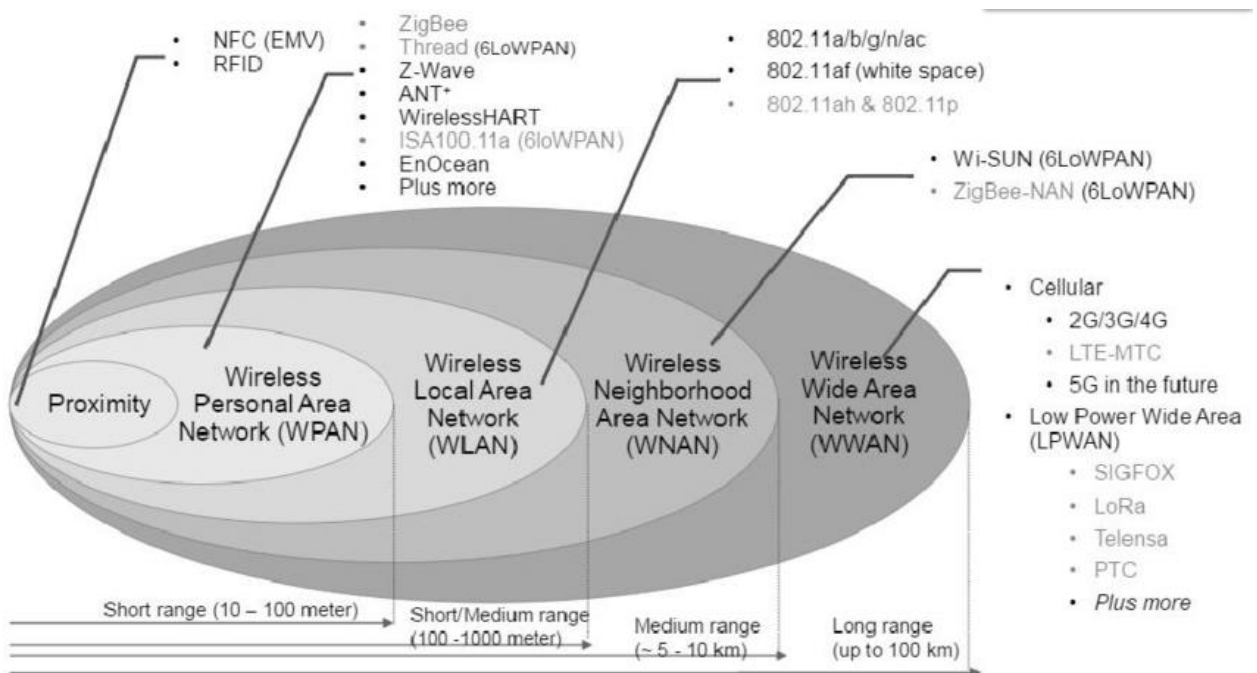 • NFC (EMV)
• RFID
• ZigBee
• Thread (6LoWPAN)
• Z-Wave
• ANT+
• WirelessHART
• ISA100.11a (6loWPAN)
• EnOcean
• Plus more
• 802.11a/b/g/n/ac
• 802.11af (white space)
• 802.11ah & 802.11p
• Wi-SUN (6LoWPAN)
• ZigBee-NAN (6LoWPAN)
• Cellular
• 2G/3G/4G
• LTE-MTC
• 5G in the future
• Low Power Wide Area
(LPWAN)
• SIGFOX
• LoRa
• Telensa
• PTC
• Plus more
Proximity
Wireless
Personal Area
Network (WPAN)
Wireless
Local Area
Network
(WLAN)
Wireless
Neighborhood
Area Network
(WNAN)
Wireless
Wide Area
Network
(WWAN)
Short range (10 – 100 meter)
Short/Medium range
(100 -1000 meter)
Medium range
(~ 5 - 10 km)
Long range
(up to 100 km)